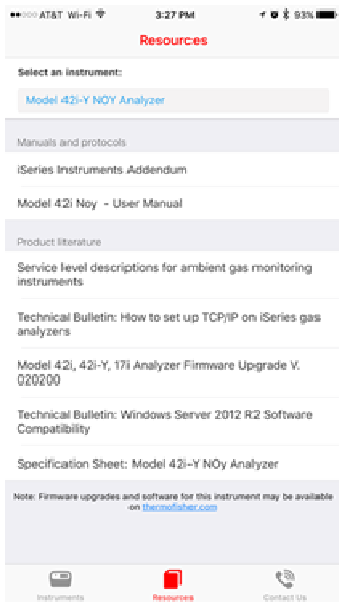 AT&T Wi-Fi 3:27 PM 93%
Resources
Select an instrument:
Model 42i-Y NOY Analyzer
Manuals and protocols
iSeries Instruments Addendum
Model 42i Noy - User Manual
Product literature
Service level descriptions for ambient gas monitoring
instruments
Technical Bulletin: How to set up TCP/IP on iSeries gas
analyzers
Model 42i, 42i-Y, 17i Analyzer Firmware Upgrade V.
020200
Technical Bulletin: Windows Server 2012 R2 Software
Compatibility
Specification Sheet: Model 42i-Y NOy Analyzer
Note: Firmware upgrades and software for this instrument may be available
on thermofisher.com
Instruments Resources Contact Us